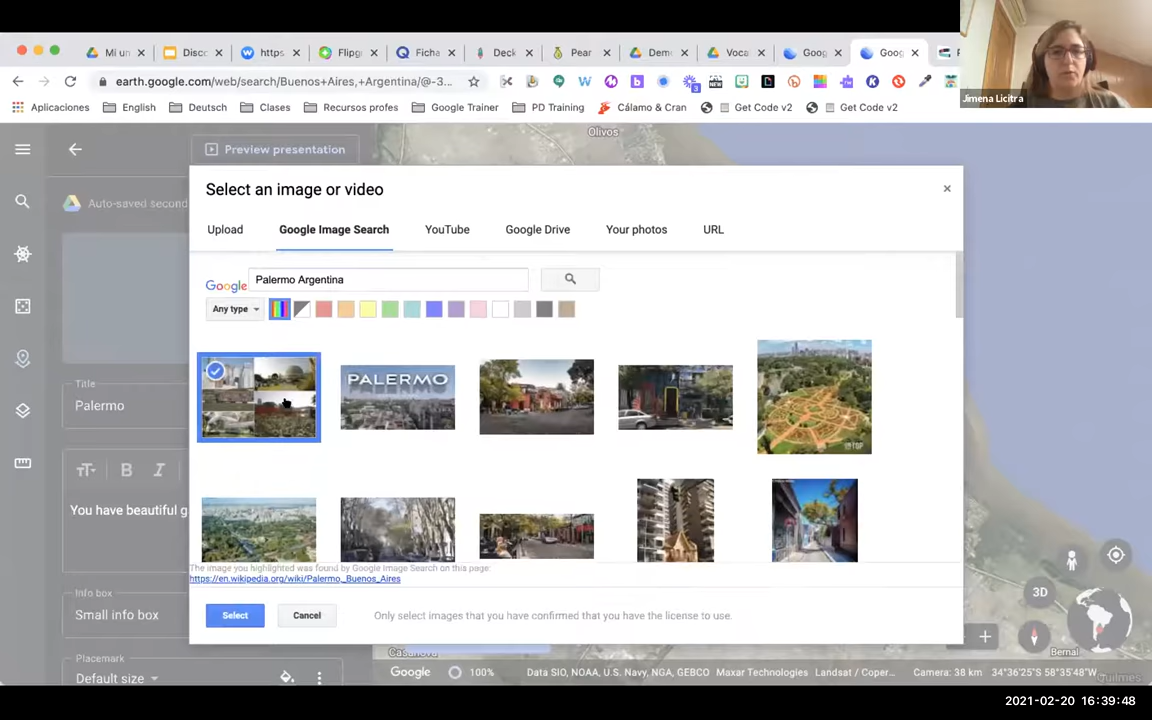 Mi un
Disc
https
Flipg
Ficha
Deck
Pear
Demo
Voca
Goog
Goog
earth.google.com/web/search/Buenos+Aires,+Argentina/@-3...
Aplicaciones
English
Deutsch
Clases
Recursos profes
Google Trainer
PD Training
Cálamo & Cran
Get Code v2
Get Code v2
Jimena Licitra
Olivos
Preview presentation
Auto-saved second
Select an image or video
Upload
Google Image Search
YouTube
Google Drive
Your photos
URL
Google
Palermo Argentina
Any type
PALERMO
Title
Palermo
You have beautiful g
Info box
Small info box
Placemark
Default size
The image you highlighted was found by Google Image Search on this page:
https://en.wikipedia.org/wiki/Palermo,_Buenos_Aires
Select
Cancel
Only select images that you have confirmed that you have the license to use.
3D
Bernal
Casanova
Google
100%
Data SIO, NOAA, U.S. Navy, NGA, GEBCO Maxar Technologies Landsat / Coper...
Camera: 38 km 34°36'25"S 58°35'48"W
Quilmes
2021-02-20 16:39:48